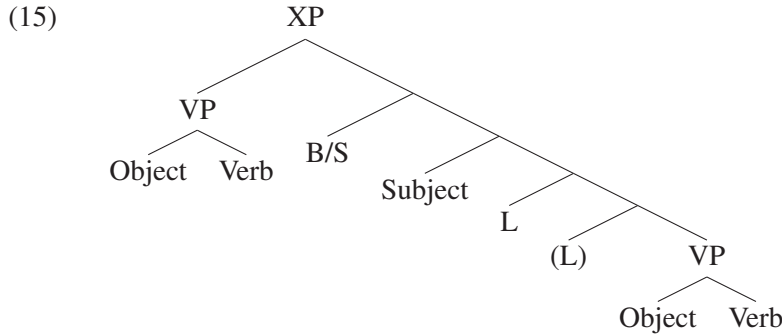 (15) XP
VP
B/S
Object Verb
Subject
L
(L) VP
Object Verb